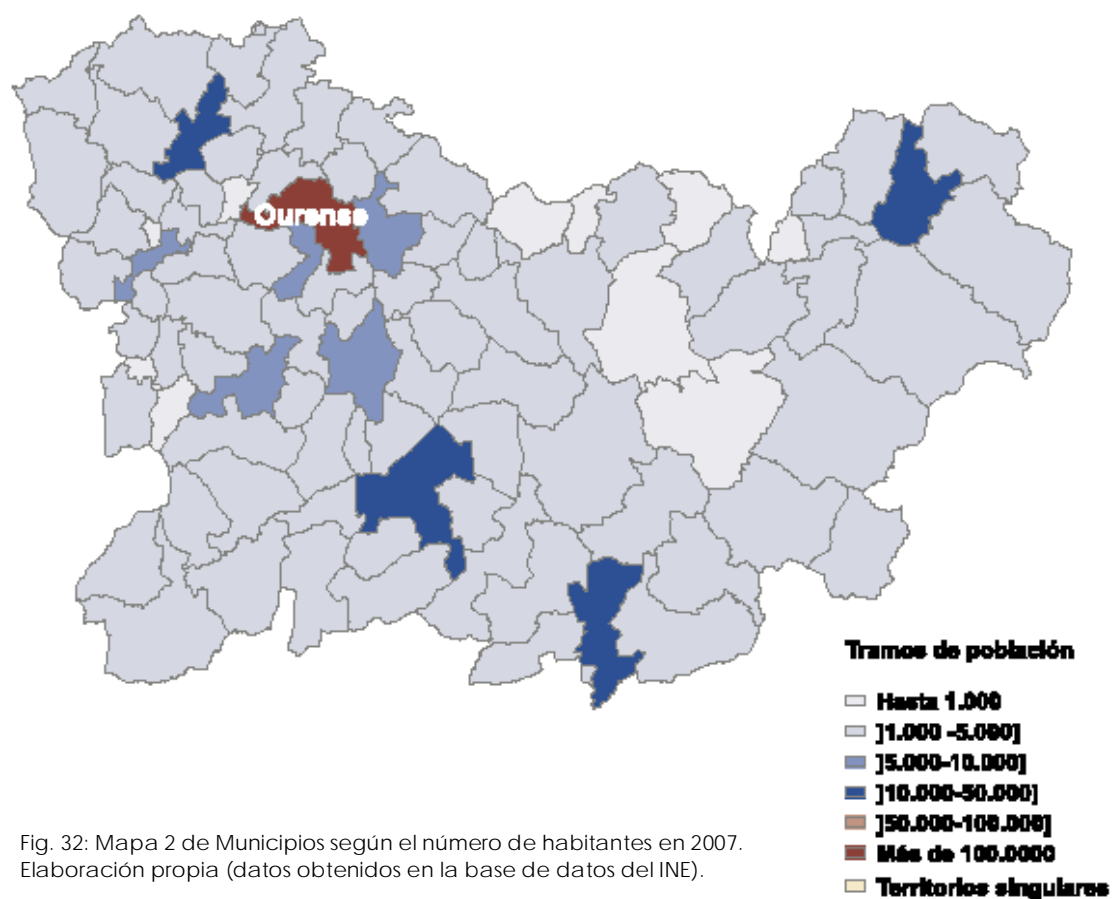 Ourense
Tramos de población
Hasta 1.000
]1.000 -5.000]
]5.000-10.000]
]10.000-50.000]
]50.000-100.000]
Más de 100.0000
Territorios singulares
Fig. 32: Mapa 2 de Municipios según el número de habitantes en 2007.
Elaboración propia (datos obtenidos en la base de datos del INE).